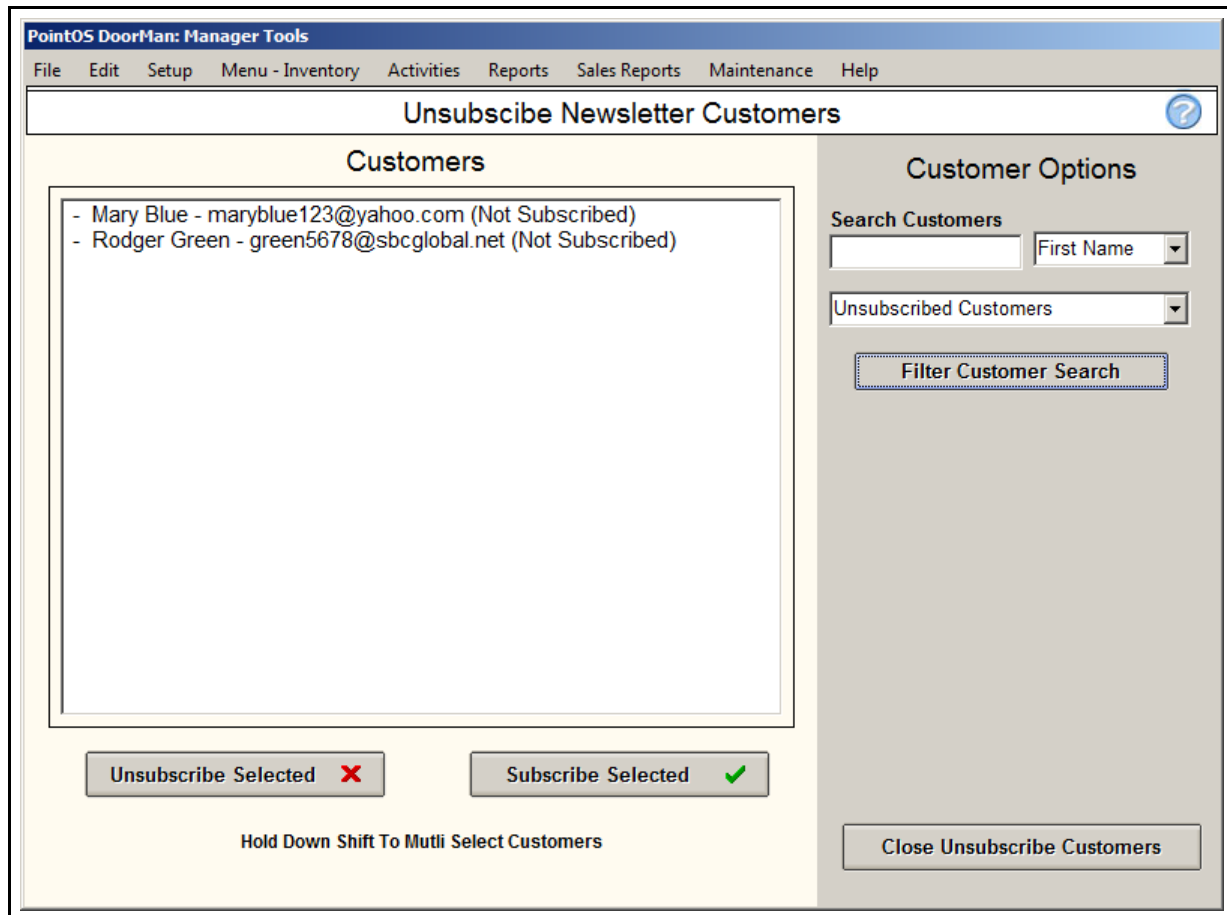 PointOS DoorMan: Manager Tools
File Edit Setup Menu - Inventory Activities Reports Sales Reports Maintenance Help
Unsubscibe Newsletter Customers
Customers
- Mary Blue - maryblue123@yahoo.com (Not Subscribed)
- Rodger Green - green5678@sbcglobal.net (Not Subscribed)
Unsubscribe Selected
Subscribe Selected
Hold Down Shift To Mutli Select Customers
Customer Options
Search Customers
First Name
Unsubscribed Customers
Filter Customer Search
Close Unsubscribe Customers